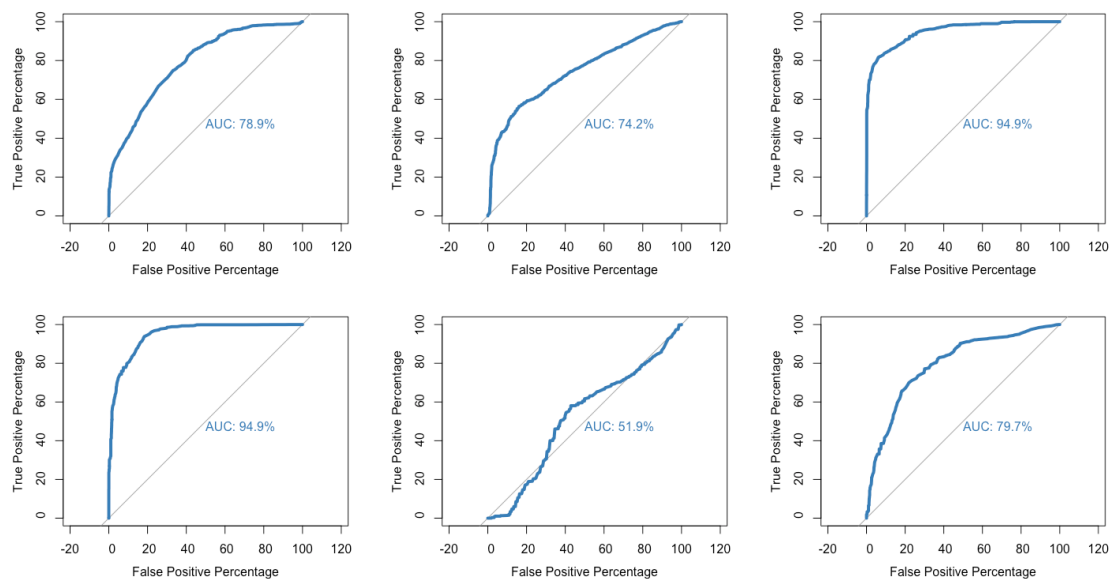 True Positive Percentage
0 20 40 60 80 100
AUC: 78.9%
-20 0 20 40 60 80 100 120
False Positive Percentage
True Positive Percentage
0 20 40 60 80 100
AUC: 74.2%
-20 0 20 40 60 80 100 120
False Positive Percentage
True Positive Percentage
0 20 40 60 80 100
AUC: 94.9%
-20 0 20 40 60 80 100 120
False Positive Percentage
True Positive Percentage
0 20 40 60 80 100
AUC: 94.9%
-20 0 20 40 60 80 100 120
False Positive Percentage
True Positive Percentage
0 20 40 60 80 100
AUC: 51.9%
-20 0 20 40 60 80 100 120
False Positive Percentage
True Positive Percentage
0 20 40 60 80 100
AUC: 79.7%
-20 0 20 40 60 80 100 120
False Positive Percentage